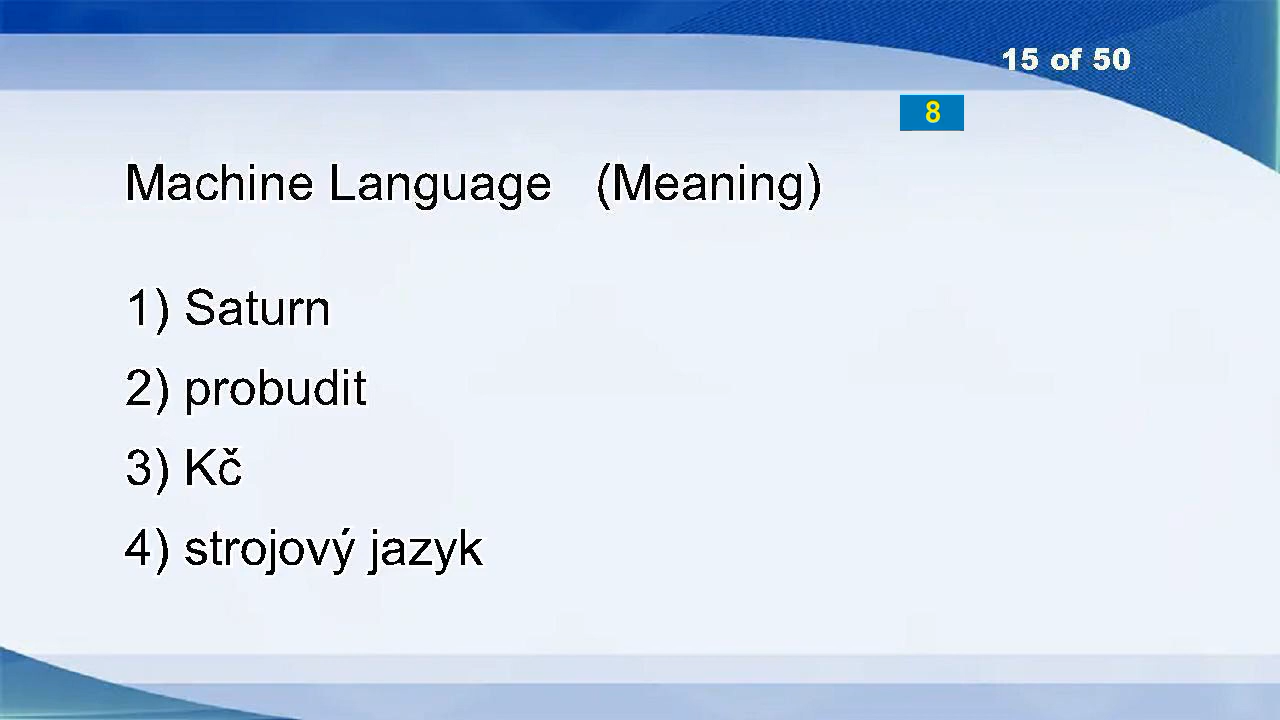 15 of 50
8
Machine Language (Meaning)
1) Saturn
2) probudit
3) Kč
4) strojový jazyk